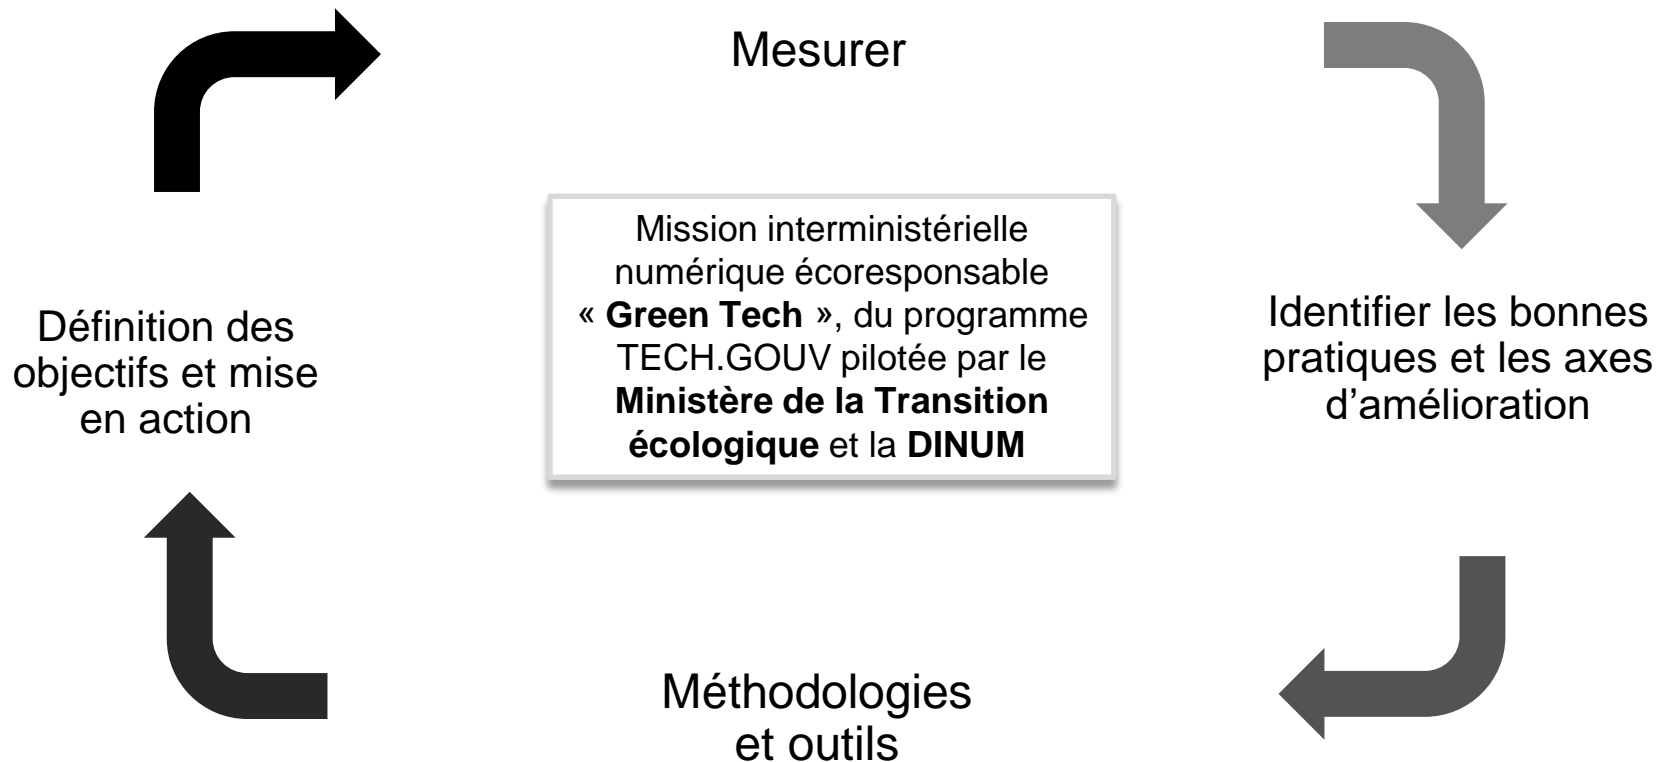 Mesurer
Mission interministérielle
numérique écoresponsable
« Green Tech », du programme
TECH.GOUV pilotée par le
Ministère de la Transition
écologique et la DINUM
Identifier les bonnes
pratiques et les axes
d’amélioration
Définition des
objectifs et mise
en action
Méthodologies
et outils